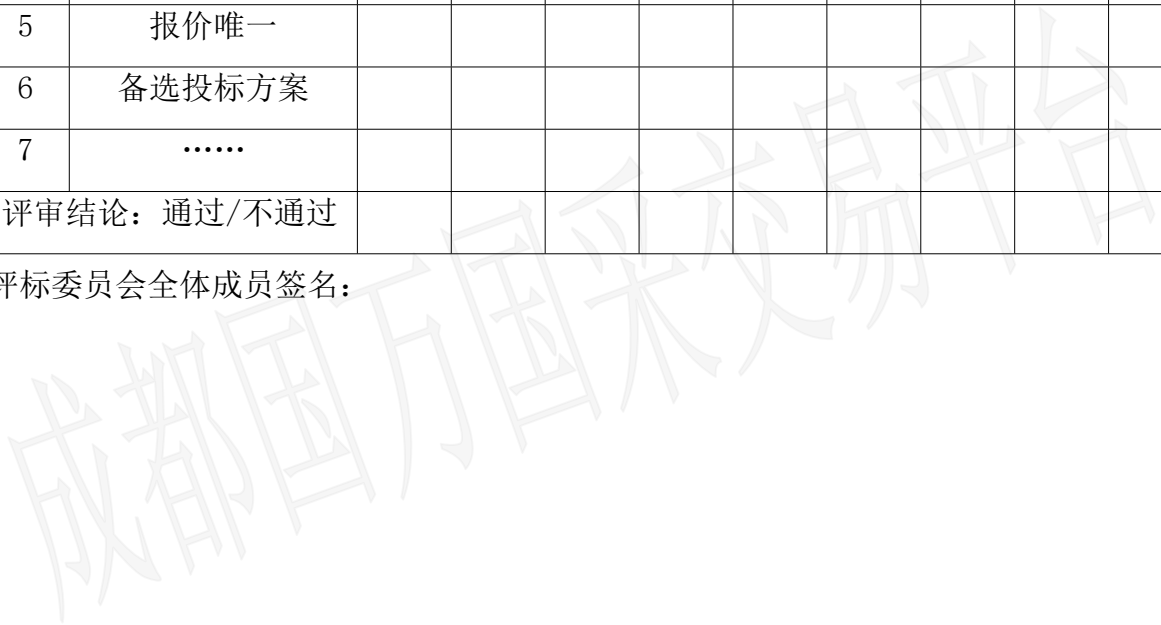 5 报价唯一
6 备选投标方案
7 ……
评审结论：通过/不通过
评标委员会全体成员签名：
成都国万国采交易平台